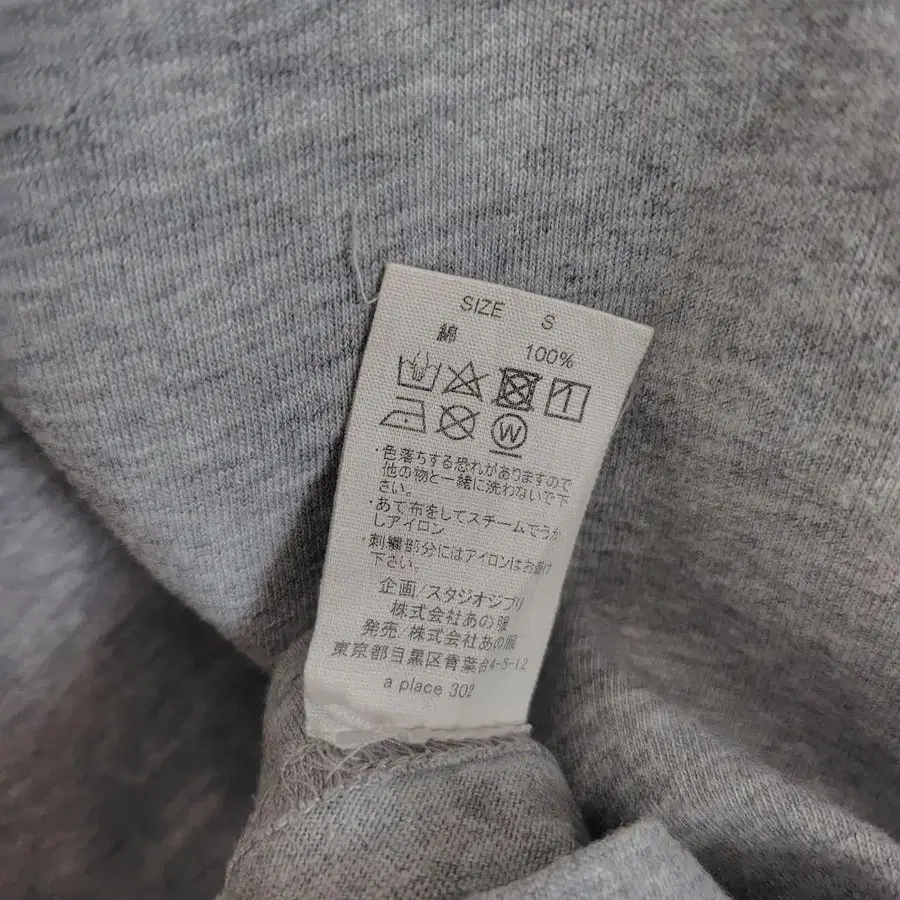 SIZE S
綿 100%
W
・色落ちする恐れがありますので
他の物と一緒に洗わないで下
さい。
・あて布をしてスチームでうか
しアイロン
・刺繍部分にはアイロンはお避け
下さい。
企画/スタジオジブリ
株式会社あの服
発売/株式会社あの服
東京都目黒区青葉台4-5-12
a place 302